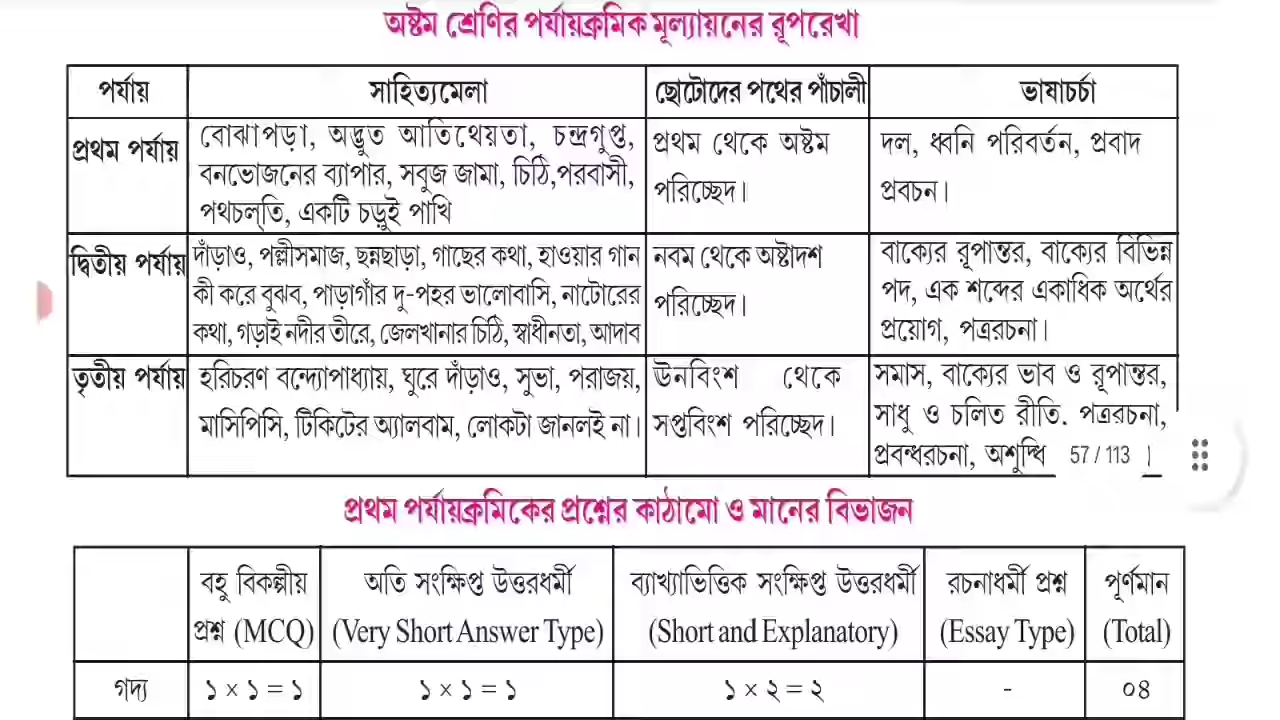 অষ্টম শ্রেণির পর্যায়ক্রমিক মূল্যায়নের রূপরেখা
পর্যায় সাহিত্যমেলা ছোটোদের পথের পাঁচালী ভাষাচর্চা
প্রথম পর্যায় বোঝাপড়া, অদ্ভুত আতিথেয়তা, চন্দ্রগুপ্ত,
বনভোজনের ব্যাপার, সবুজ জামা, চিঠি,পরবাসী,
পথচল্‌তি, একটি চড়ুই পাখি
প্রথম থেকে অষ্টম
পরিচ্ছেদ।
দল, ধ্বনি পরিবর্তন, প্রবাদ
প্রবচন।
দ্বিতীয় পর্যায় দাঁড়াও, পল্লীসমাজ, ছন্নছাড়া, গাছের কথা, হাওয়ার গান
কী করে বুঝব, পাড়াগাঁর দু-পহর ভালোবাসি, নাটোরের
কথা, গড়াই নদীর তীরে, জেলখানার চিঠি, স্বাধীনতা, আদাব
নবম থেকে অষ্টাদশ
পরিচ্ছেদ।
বাক্যের রূপান্তর, বাক্যের বিভিন্ন
পদ, এক শব্দের একাধিক অর্থের
প্রয়োগ, পত্ররচনা।
তৃতীয় পর্যায় হরিচরণ বন্দ্যোপাধ্যায়, ঘুরে দাঁড়াও, সুভা, পরাজয়,
মাসিপিসি, টিকিটের অ্যালবাম, লোকটা জানলই না।
ঊনবিংশ থেকে
সপ্তবিংশ পরিচ্ছেদ।
সমাস, বাক্যের ভাব ও রূপান্তর,
সাধু ও চলিত রীতি. পত্ররচনা,
প্রবন্ধরচনা, অশুদ্ধি
57 / 113
প্রথম পর্যায়ক্রমিকের প্রশ্নের কাঠামো ও মানের বিভাজন
বহু বিকল্পীয়
প্রশ্ন (MCQ)
অতি সংক্ষিপ্ত উত্তরধর্মী
(Very Short Answer Type)
ব্যাখ্যাভিত্তিক সংক্ষিপ্ত উত্তরধর্মী
(Short and Explanatory)
রচনাধর্মী প্রশ্ন
(Essay Type)
পূর্ণমান
(Total)
গদ্য ১ × ১ = ১ ১ × ১ = ১ ১ × ২ = ২ - ০৪